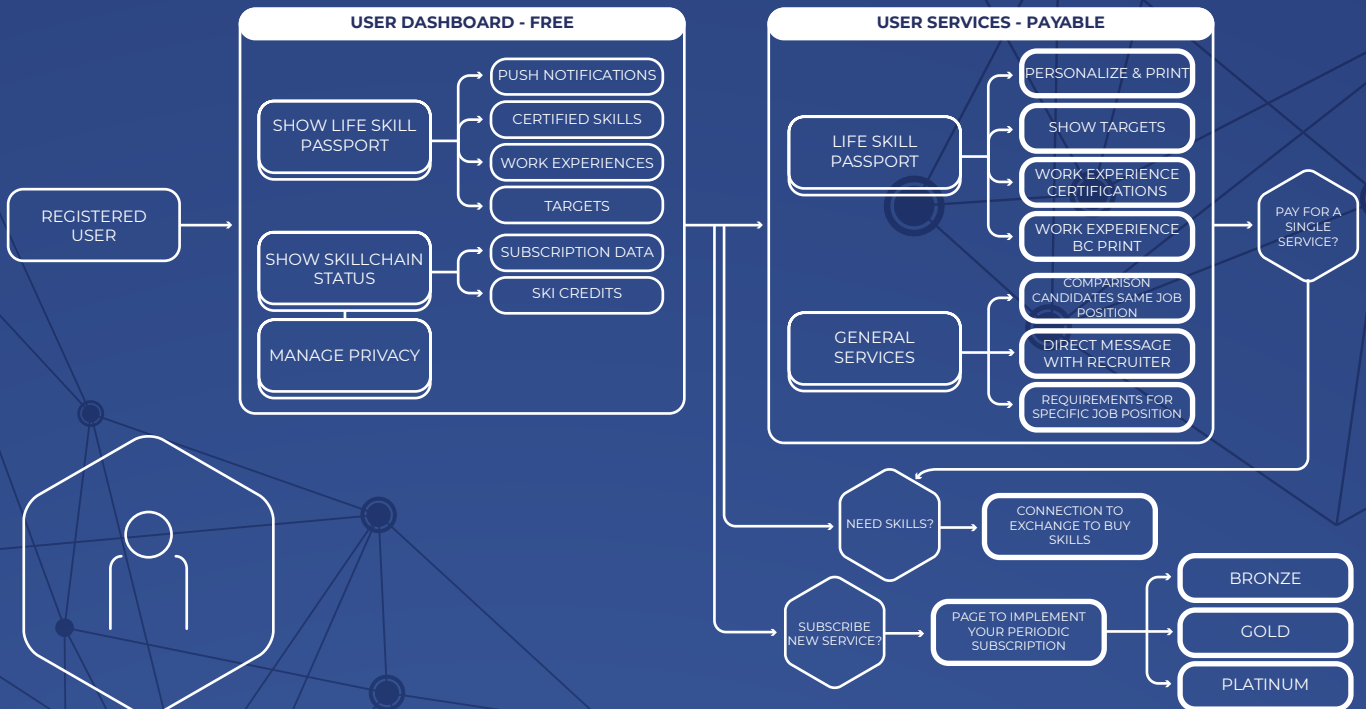 USER DASHBOARD - FREE
USER SERVICES - PAYABLE
REGISTERED
USER
SHOW LIFE SKILL
PASSPORT
PUSH NOTIFICATIONS
CERTIFIED SKILLS
WORK EXPERIENCES
TARGETS
SHOW SKILLCHAIN
STATUS
SUBSCRIPTION DATA
SKI CREDITS
MANAGE PRIVACY
LIFE SKILL
PASSPORT
PERSONALIZE & PRINT
SHOW TARGETS
WORK EXPERIENCE
CERTIFICATIONS
WORK EXPERIENCE
BC PRINT
GENERAL
SERVICES
COMPARISON
CANDIDATES SAME JOB
POSITION
DIRECT MESSAGE
WITH RECRUITER
REQUIREMENTS FOR
SPECIFIC JOB POSITION
PAY FOR A
SINGLE
SERVICE?
NEED SKILLS?
CONNECTION TO
EXCHANGE TO BUY
SKILLS
SUBSCRIBE
NEW SERVICE?
PAGE TO IMPLEMENT
YOUR PERIODIC
SUBSCRIPTION
BRONZE
GOLD
PLATINUM